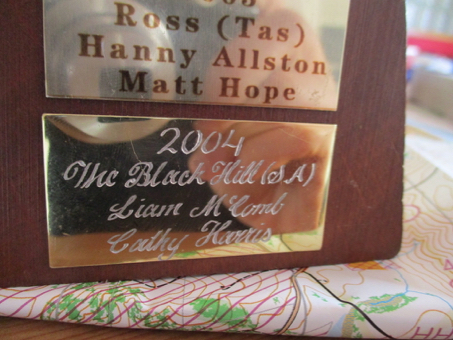 Ross (Tas)
Hanny Allston
Matt Hope
2004
The Black Hill (SA)
Liam McComb
Cathy Harris